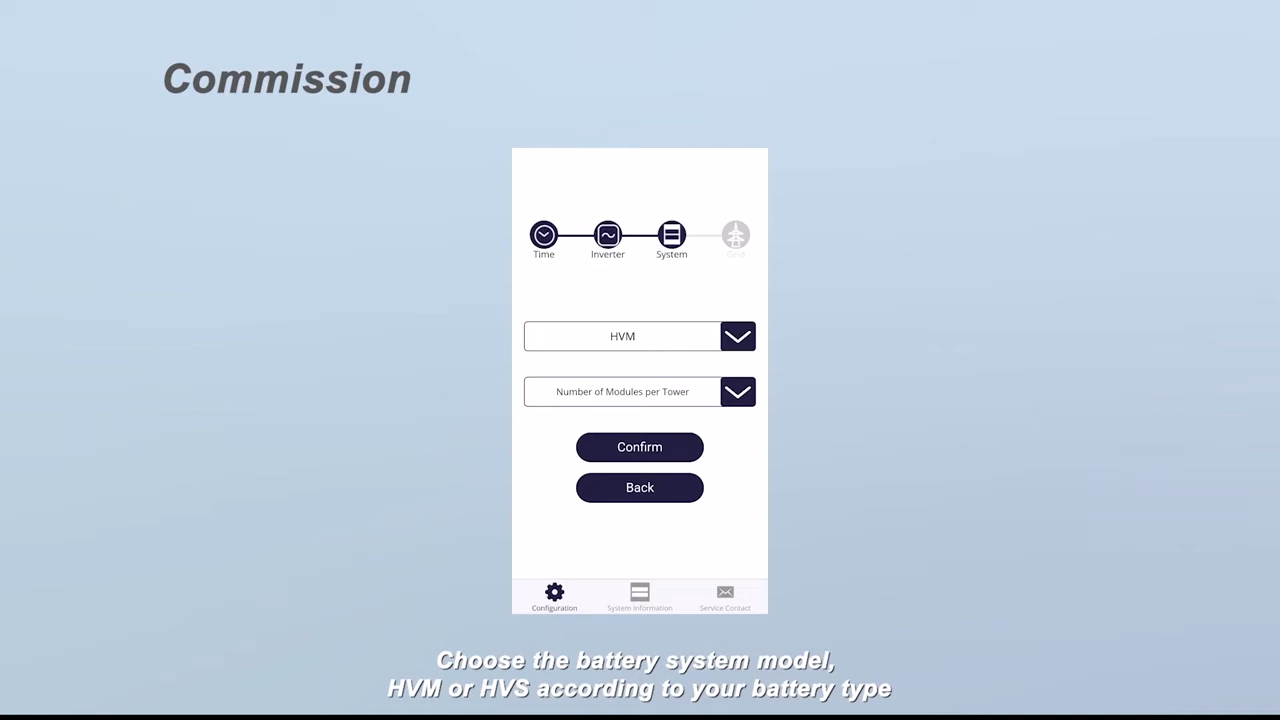 Commission
Time
Inverter
System
Grid
HVM
Number of Modules per Tower
Confirm
Back
Configuration
System Information
Service Contact
Choose the battery system model,
HVM or HVS according to your battery type